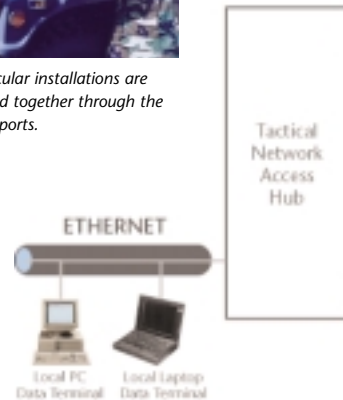 cular installations are
d together through the
ports.
Tactical
Network
Access
Hub
ETHERNET
Local PC
Data Terminal
Local Laptop
Data Terminal